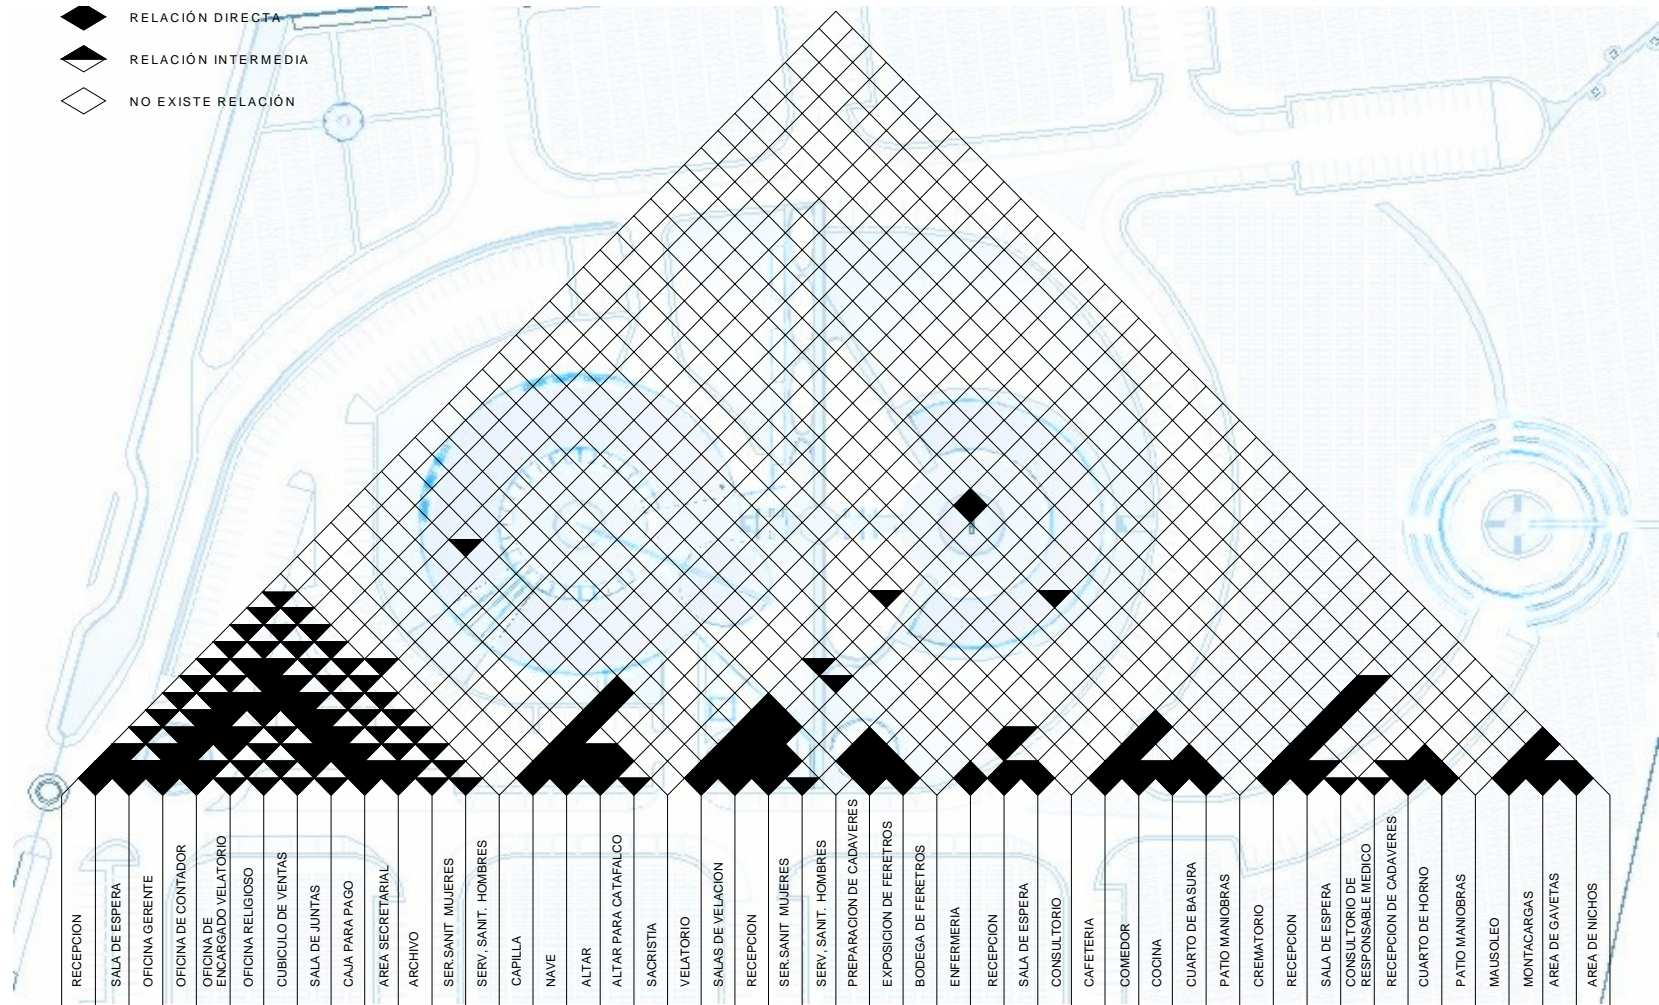 RELACIÓN DIRECTA
RELACIÓN INTERMEDIA
NO EXISTE RELACIÓN
RECEPCION
SALA DE ESPERA
OFICINA GERENTE
OFICINA DE CONTADOR
OFICINA DE
ENCARGADO VELATORIO
OFICINA RELIGIOSO
CUBICULO DE VENTAS
SALA DE JUNTAS
CAJA PARA PAGO
AREA SECRETARIAL
ARCHIVO
SER.SANIT MUJERES
SERV, SANIT. HOMBRES
CAPILLA
NAVE
ALTAR
ALTAR PARA CATAFALCO
SACRISTIA
VELATORIO
SALAS DE VELACION
RECEPCION
SER.SANIT MUJERES
SERV, SANIT. HOMBRES
PREPARACION DE CADAVERES
EXPOSICION DE FERETROS
BODEGA DE FERETROS
ENFERMERIA
RECEPCION
SALA DE ESPERA
CONSULTORIO
CAFETERIA
COMEDOR
COCINA
CUARTO DE BASURA
PATIO MANIOBRAS
CREMATORIO
RECEPCION
SALA DE ESPERA
CONSULTORIO DE
RESPONSABLE MEDICO
RECEPCION DE CADAVERES
CUARTO DE HORNO
PATIO MANIOBRAS
MAUSOLEO
MONTACARGAS
AREA DE GAVETAS
AREA DE NICHOS